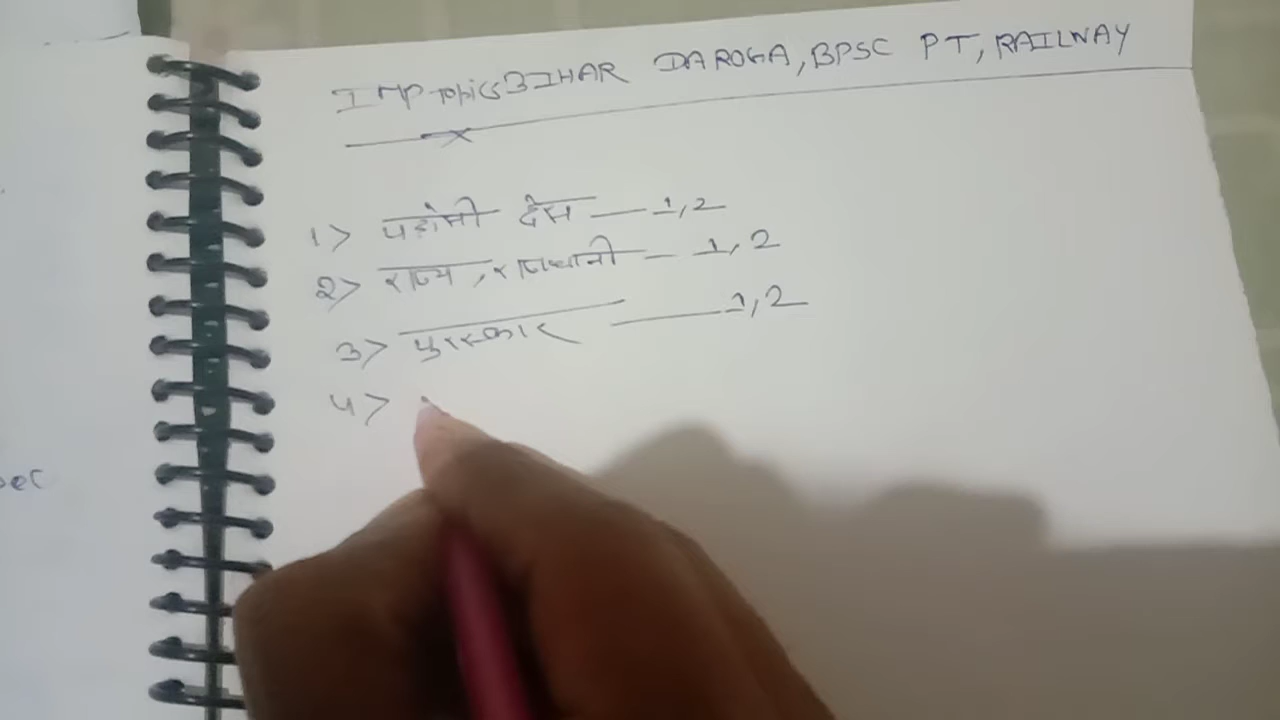 IMP Topics BIHAR DAROGA, BPSC PT, RAILWAY
1> पड़ोसी देस — 1,2
2> राज्य, राजधानी — 1,2
3> पुरस्कार — 1,2
4>